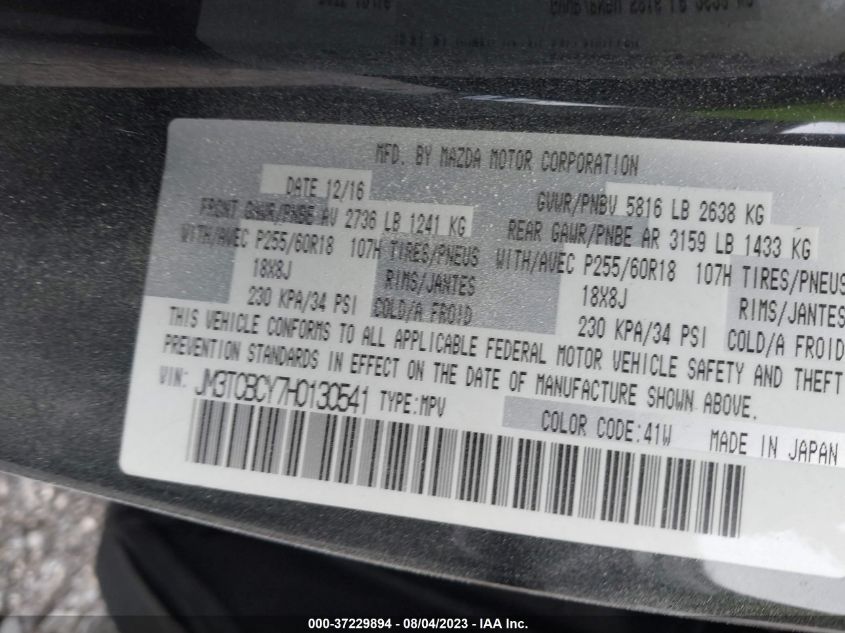 MFD. BY MAZDA MOTOR CORPORATION
DATE 12/16 GVWR/PNBV 5816 LB 2638 KG
FRONT GAWR/PNBE AV 2736 LB 1241 KG REAR GAWR/PNBE AR 3159 LB 1433 KG
WITH/AVEC P255/60R18 107H TIRES/PNEUS WITH/AVEC P255/60R18 107H TIRES/PNEUS
18X8J RIMS/JANTES 18X8J RIMS/JANTES
230 KPA/34 PSI COLD/A FROID 230 KPA/34 PSI COLD/A FROID
THIS VEHICLE CONFORMS TO ALL APPLICABLE FEDERAL MOTOR VEHICLE SAFETY AND THEFT
PREVENTION STANDARDS IN EFFECT ON THE DATE OF MANUFACTURE SHOWN ABOVE.
VIN: JM3TCBCY7H0130541 TYPE:MPV
COLOR CODE:41W MADE IN JAPAN
000-37229894 - 08/04/2023 - IAA Inc.